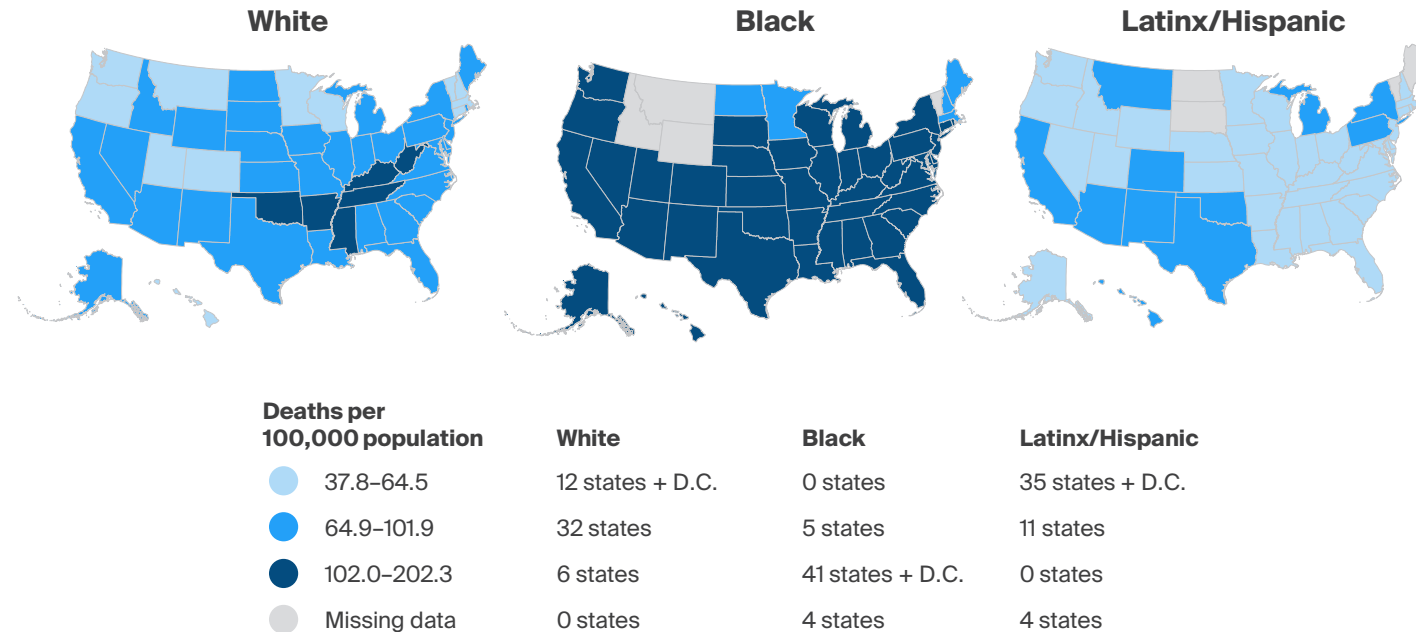 White Black Latinx/Hispanic
Deaths per
100,000 population White Black Latinx/Hispanic
37.8–64.5 12 states + D.C. 0 states 35 states + D.C.
64.9–101.9 32 states 5 states 11 states
102.0–202.3 6 states 41 states + D.C. 0 states
Missing data 0 states 4 states 4 states